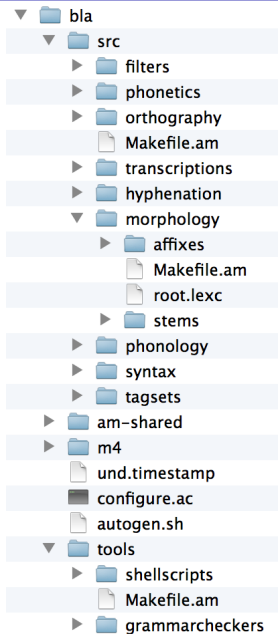 bla
src
filters
phonetics
orthography
Makefile.am
transcriptions
hyphenation
morphology
affixes
Makefile.am
root.lexc
stems
phonology
syntax
tagsets
am-shared
m4
und.timestamp
configure.ac
autogen.sh
tools
shellscripts
Makefile.am
grammarcheckers